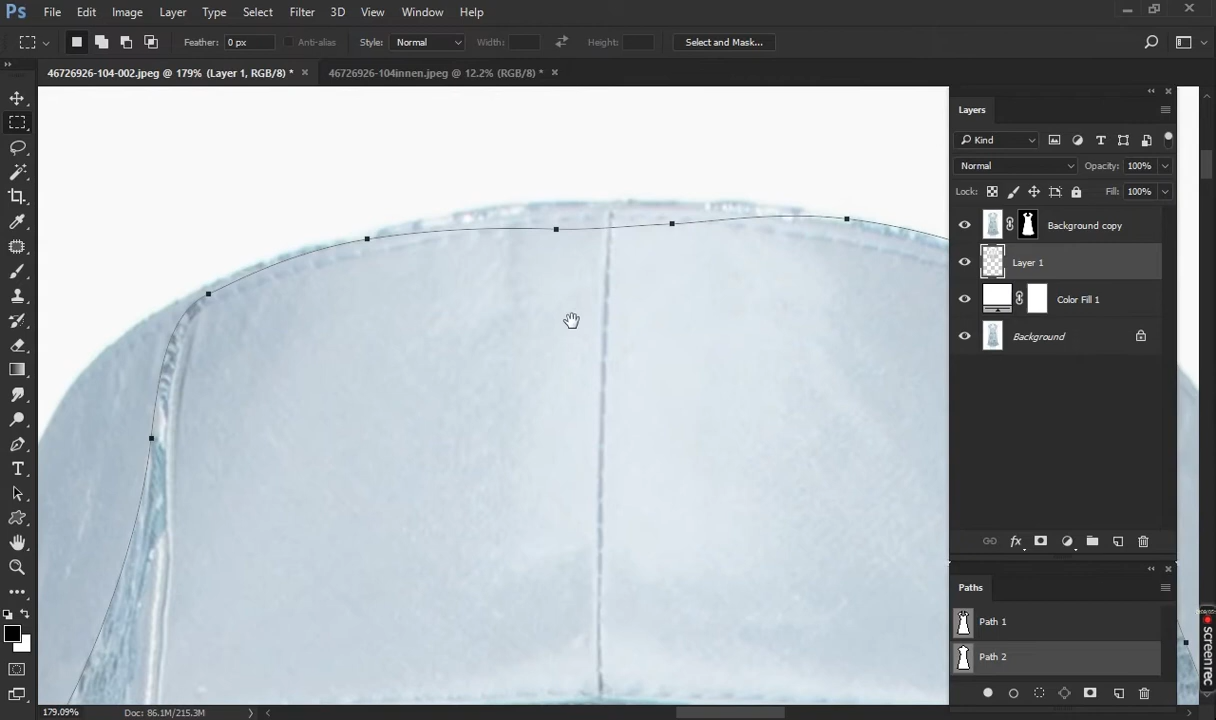 Ps File Edit Image Layer Type Select Filter 3D View Window Help
Feather: 0 px Anti-alias Style: Normal Width: Height: Select and Mask...
46726926-104-002.jpeg @ 179% (Layer 1, RGB/8) * × 46726926-104innen.jpeg @ 12.2% (RGB/8) * ×
Layers
Kind
Normal Opacity: 100%
Lock: Fill: 100%
Background copy
Layer 1
Color Fill 1
Background
fx
Paths
Path 1
Path 2
screen rec
179.09% Doc: 86.1M/215.3M